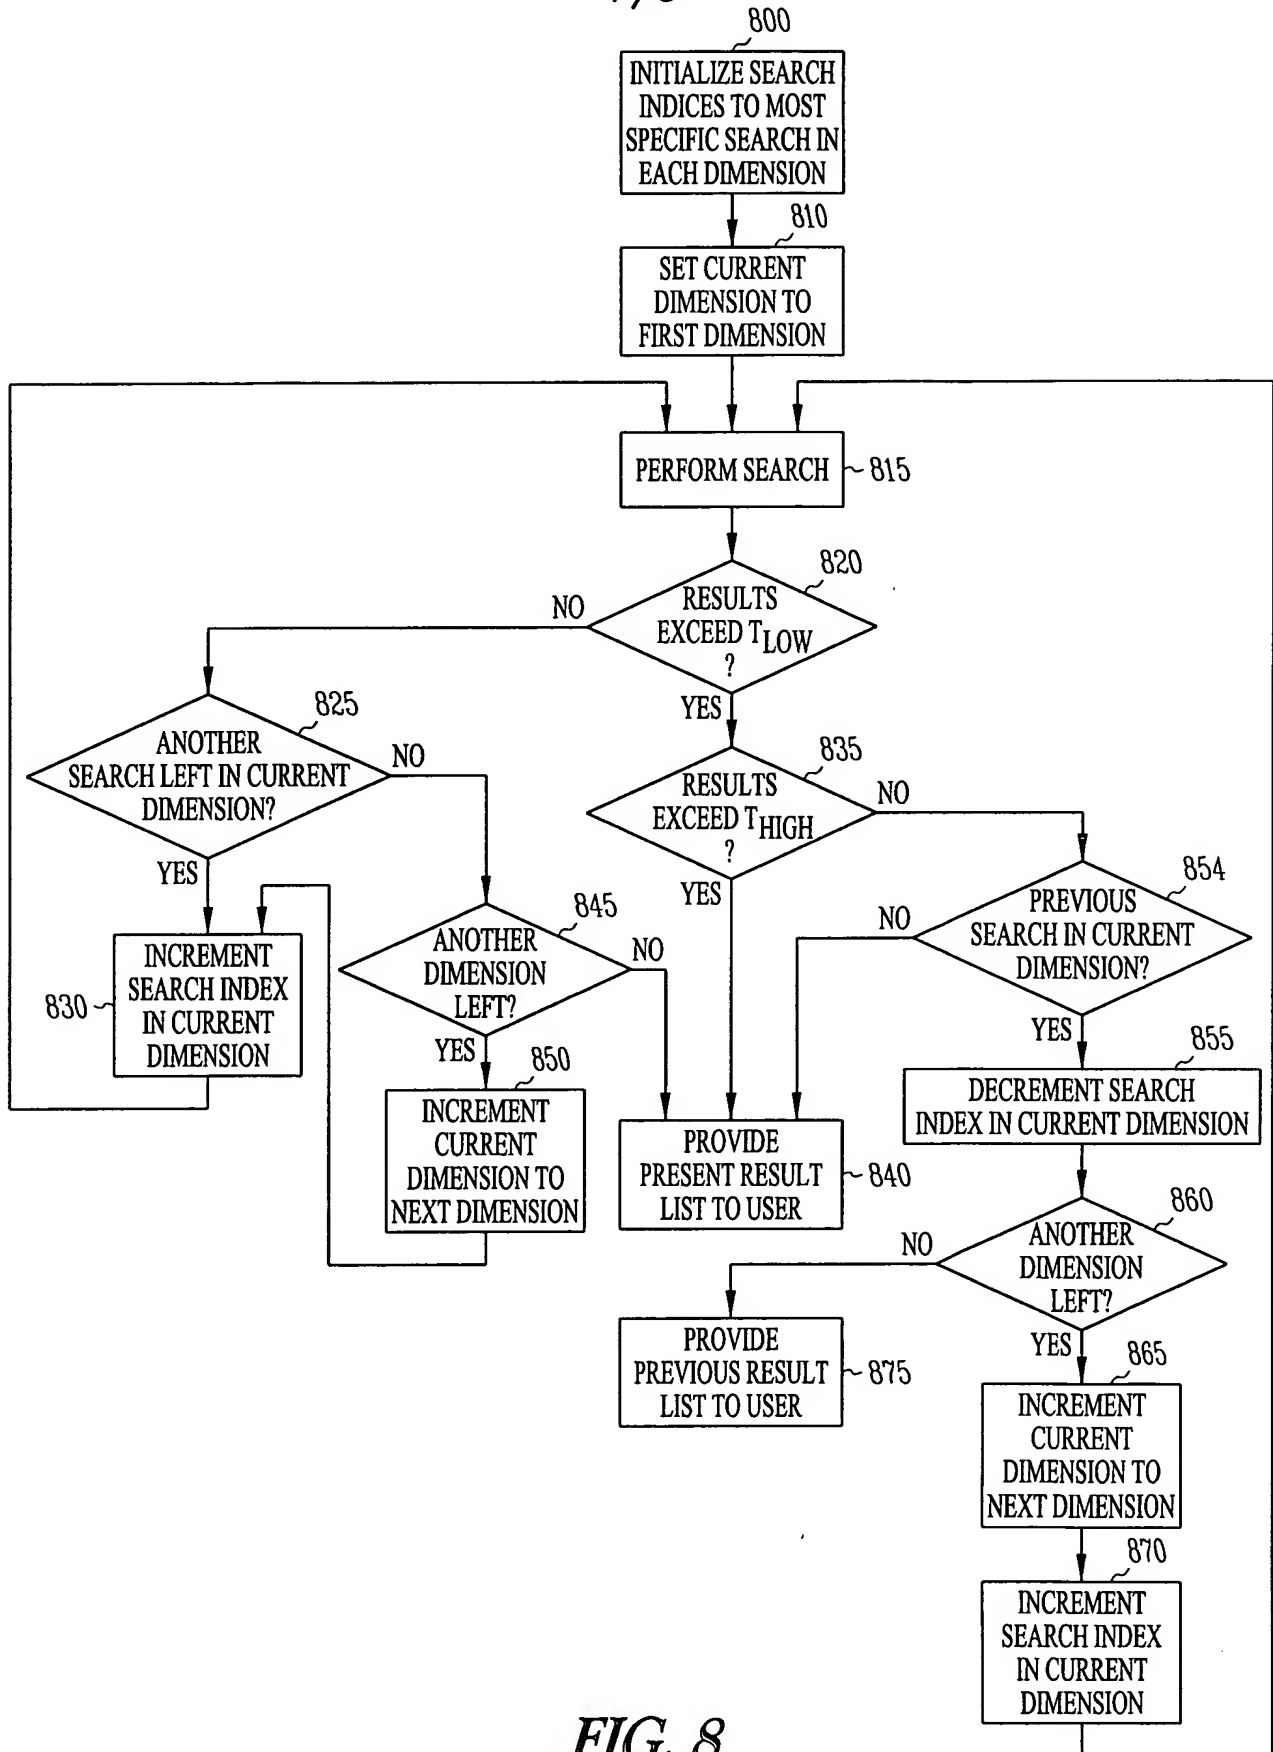 800
INITIALIZE SEARCH
INDICES TO MOST
SPECIFIC SEARCH IN
EACH DIMENSION
810
SET CURRENT
DIMENSION TO
FIRST DIMENSION
PERFORM SEARCH
815
820
RESULTS
EXCEED TLOW
?
NO
YES
825
ANOTHER
SEARCH LEFT IN CURRENT
DIMENSION?
NO
YES
835
RESULTS
EXCEED THIGH
?
NO
YES
830
INCREMENT
SEARCH INDEX
IN CURRENT
DIMENSION
845
ANOTHER
DIMENSION
LEFT?
NO
YES
854
PREVIOUS
SEARCH IN CURRENT
DIMENSION?
NO
YES
850
INCREMENT
CURRENT
DIMENSION TO
NEXT DIMENSION
PROVIDE
PRESENT RESULT
LIST TO USER
840
855
DECREMENT SEARCH
INDEX IN CURRENT DIMENSION
860
ANOTHER
DIMENSION
LEFT?
NO
YES
PROVIDE
PREVIOUS RESULT
LIST TO USER
875
865
INCREMENT
CURRENT
DIMENSION TO
NEXT DIMENSION
870
INCREMENT
SEARCH INDEX
IN CURRENT
DIMENSION
FIG. 8